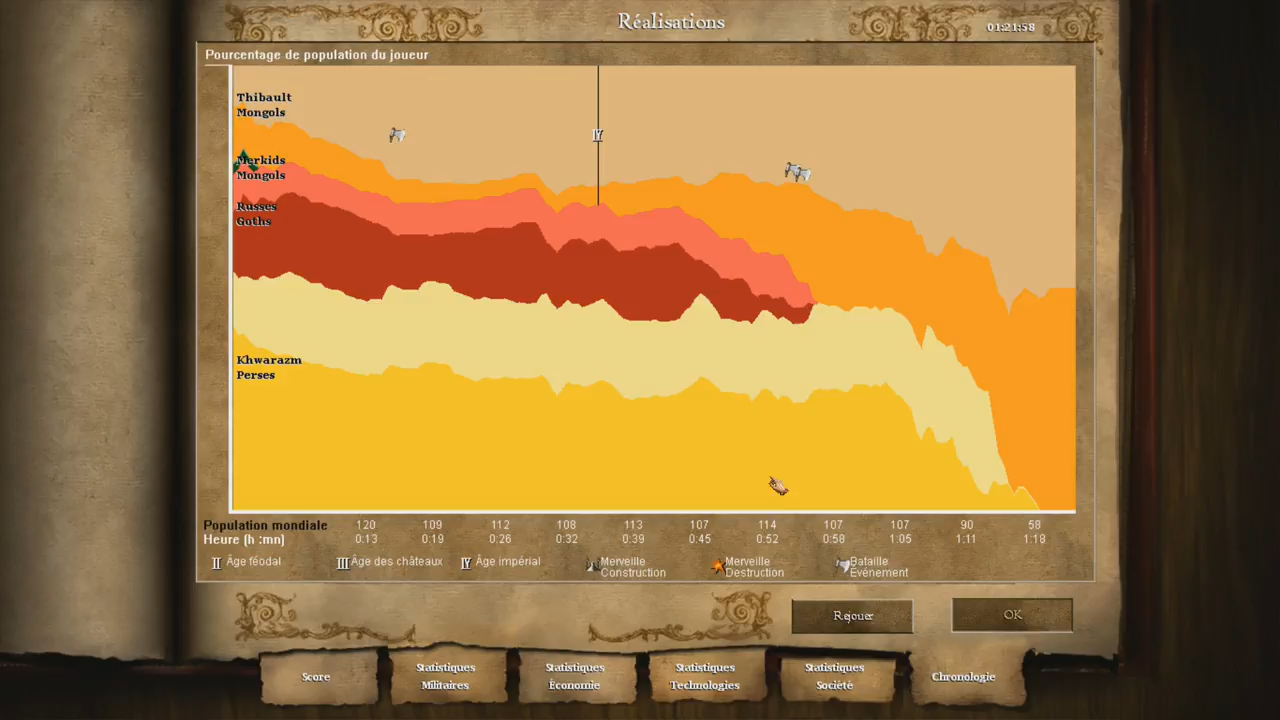 Réalisations
01:21:58
Pourcentage de population du joueur
Thibault
Mongols
IV
Merkids
Mongols
Russes
Goths
Khwarazm
Perses
Population mondiale 120 109 112 108 113 107 114 107 107 90 58
Heure (h :mn) 0:13 0:19 0:26 0:32 0:39 0:45 0:52 0:58 1:05 1:11 1:18
II Âge féodal III Âge des châteaux IV Âge impérial Merveille Construction Merveille Destruction Bataille Evénement
Rejouer OK
Score
Statistiques
Militaires
Statistiques
Économie
Statistiques
Technologies
Statistiques
Société
Chronologie